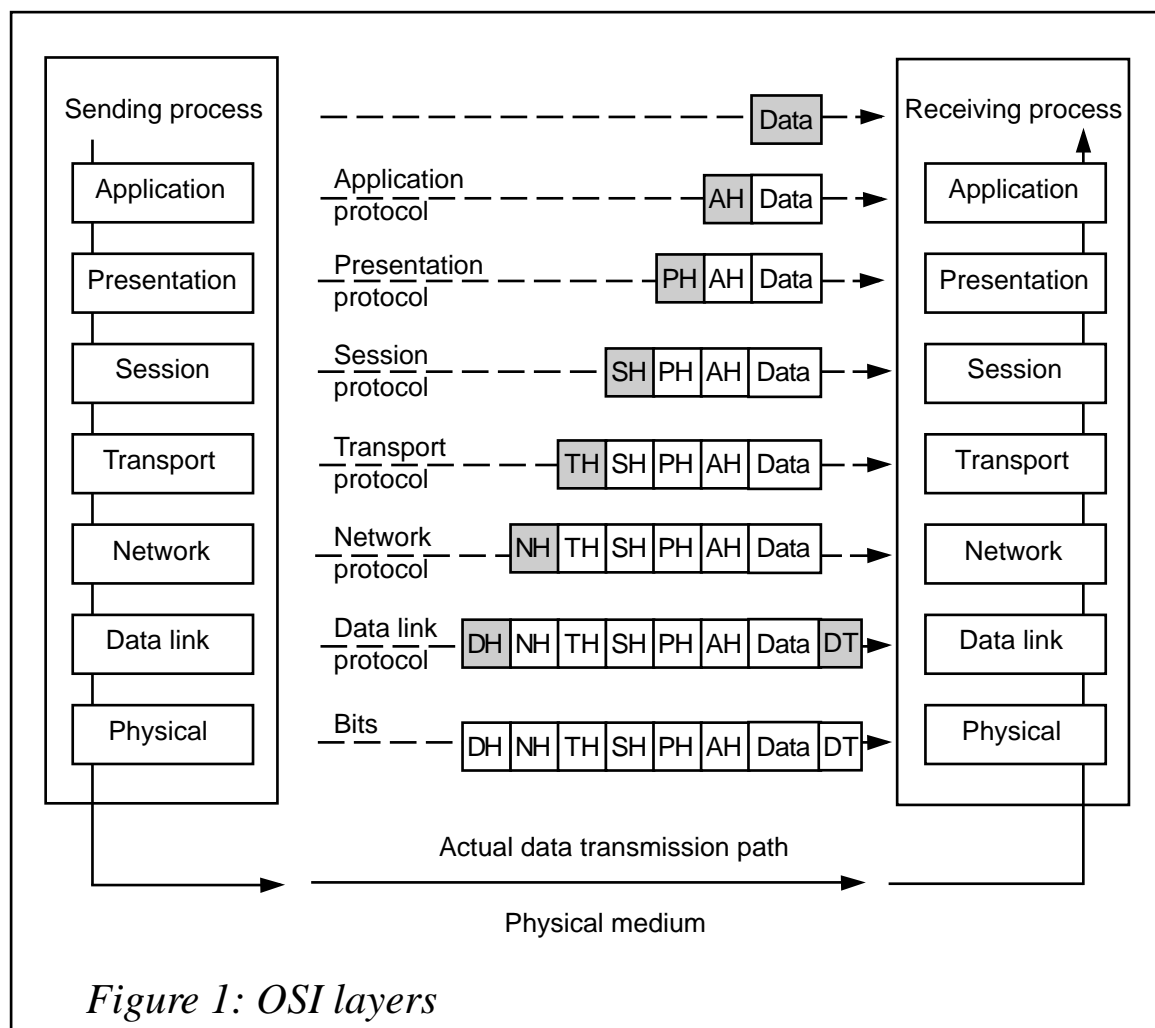 Sending process
Data
Receiving process
Application
Application
protocol
AH Data
Application
Presentation
Presentation
protocol
PH AH Data
Presentation
Session
Session
protocol
SH PH AH Data
Session
Transport
Transport
protocol
TH SH PH AH Data
Transport
Network
Network
protocol
NH TH SH PH AH Data
Network
Data link
Data link
protocol
DH NH TH SH PH AH Data DT
Data link
Physical
Bits
DH NH TH SH PH AH Data DT
Physical
Actual data transmission path
Physical medium
Figure 1: OSI layers